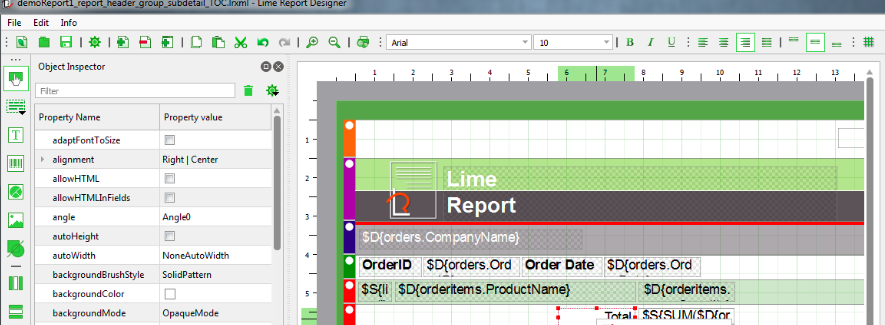 demoReport1_report_header_group_subdetail_TOC.lrxml - Lime Report Designer
File Edit Info
Arial 10 B I U
Object Inspector
Filter
Property Name Property value
adaptFontToSize
alignment Right | Center
allowHTML
allowHTMLInFields
angle Angle0
autoHeight
autoWidth NoneAutoWidth
backgroundBrushStyle SolidPattern
backgroundColor
backgroundMode OpaqueMode
1 2 3 4 5 6 7 8 9 10 11 12 13
1
2
3
4
5
Lime
Report
$D{orders.CompanyName}
OrderID $D{orders.Ord Order Date $D{orders.Ord
$S{li $D{orderitems.ProductName} $D{orderitems.
Total $S{SUM($D{or